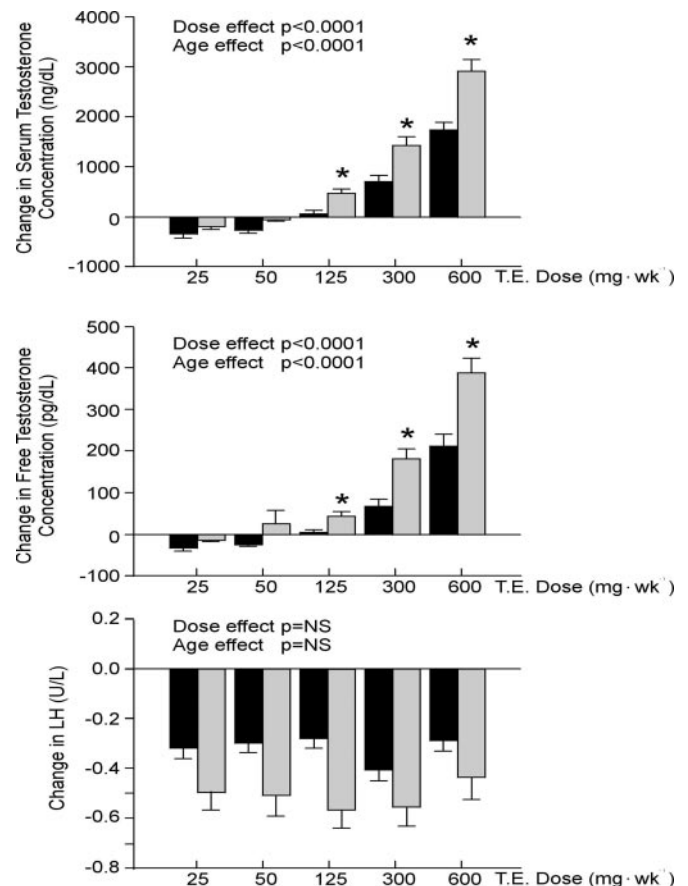 Change in Serum Testosterone
Concentration (ng/dL)
4000
3000
2000
1000
0
-1000
Dose effect p<0.0001
Age effect p<0.0001
*
*
*
25 50 125 300 600 T.E. Dose (mg·wk
Change in Free Testosterone
Concentration (pg/dL)
500
400
300
200
100
0
-100
Dose effect p<0.0001
Age effect p<0.0001
*
*
*
25 50 125 300 600 T.E. Dose (mg·wk
Change in LH (U/L)
0.2
0.0
-0.2
-0.4
-0.6
-0.8
Dose effect p=NS
Age effect p=NS
25 50 125 300 600 T.E. Dose (mg·wk